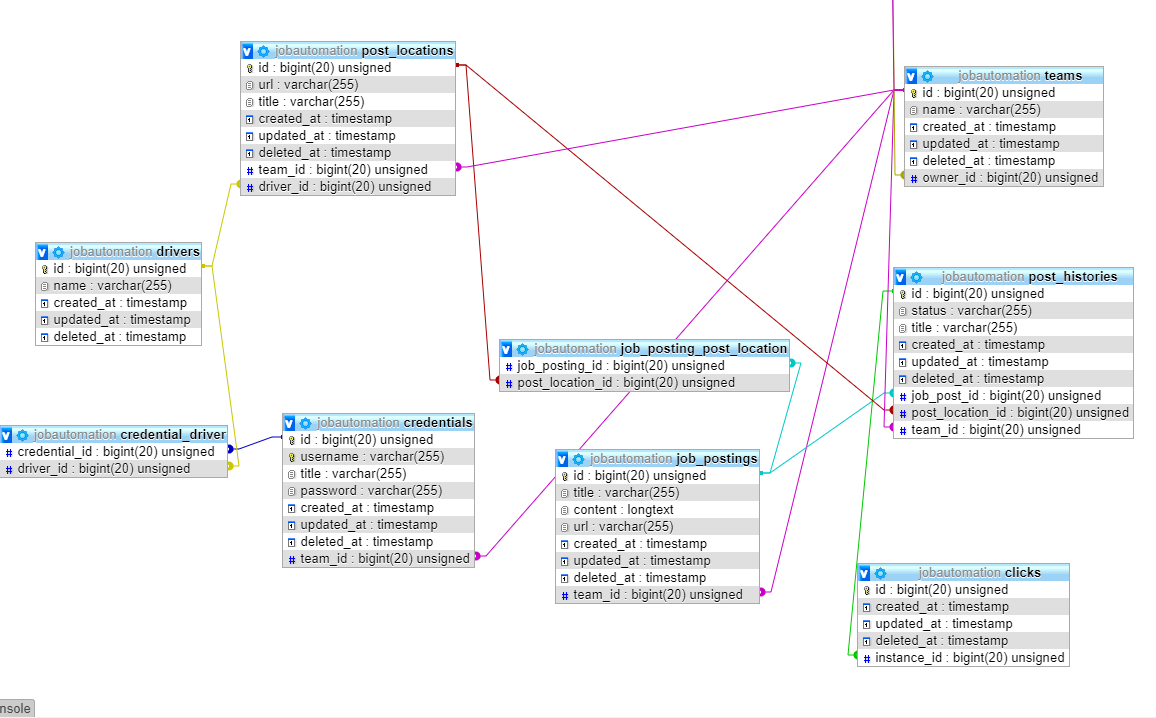 jobautomation post_locations
id : bigint(20) unsigned
url : varchar(255)
title : varchar(255)
created_at : timestamp
updated_at : timestamp
deleted_at : timestamp
team_id : bigint(20) unsigned
driver_id : bigint(20) unsigned
jobautomation teams
id : bigint(20) unsigned
name : varchar(255)
created_at : timestamp
updated_at : timestamp
deleted_at : timestamp
owner_id : bigint(20) unsigned
jobautomation drivers
id : bigint(20) unsigned
name : varchar(255)
created_at : timestamp
updated_at : timestamp
deleted_at : timestamp
jobautomation post_histories
id : bigint(20) unsigned
status : varchar(255)
title : varchar(255)
created_at : timestamp
updated_at : timestamp
deleted_at : timestamp
job_post_id : bigint(20) unsigned
post_location_id : bigint(20) unsigned
team_id : bigint(20) unsigned
jobautomation job_posting_post_location
job_posting_id : bigint(20) unsigned
post_location_id : bigint(20) unsigned
jobautomation credential_driver
credential_id : bigint(20) unsigned
driver_id : bigint(20) unsigned
jobautomation credentials
id : bigint(20) unsigned
username : varchar(255)
title : varchar(255)
password : varchar(255)
created_at : timestamp
updated_at : timestamp
deleted_at : timestamp
team_id : bigint(20) unsigned
jobautomation job_postings
id : bigint(20) unsigned
title : varchar(255)
content : longtext
url : varchar(255)
created_at : timestamp
updated_at : timestamp
deleted_at : timestamp
team_id : bigint(20) unsigned
jobautomation clicks
id : bigint(20) unsigned
created_at : timestamp
updated_at : timestamp
deleted_at : timestamp
instance_id : bigint(20) unsigned
nsole